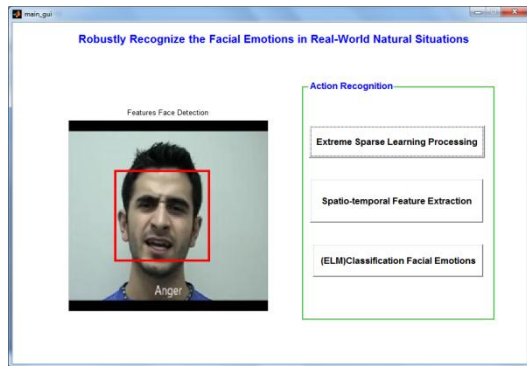 main_gui
Robustly Recognize the Facial Emotions in Real-World Natural Situations
Features Face Detection
Anger
Action Recognition
Extreme Sparse Learning Processing
Spatio-temporal Feature Extraction
(ELM)Classification Facial Emotions